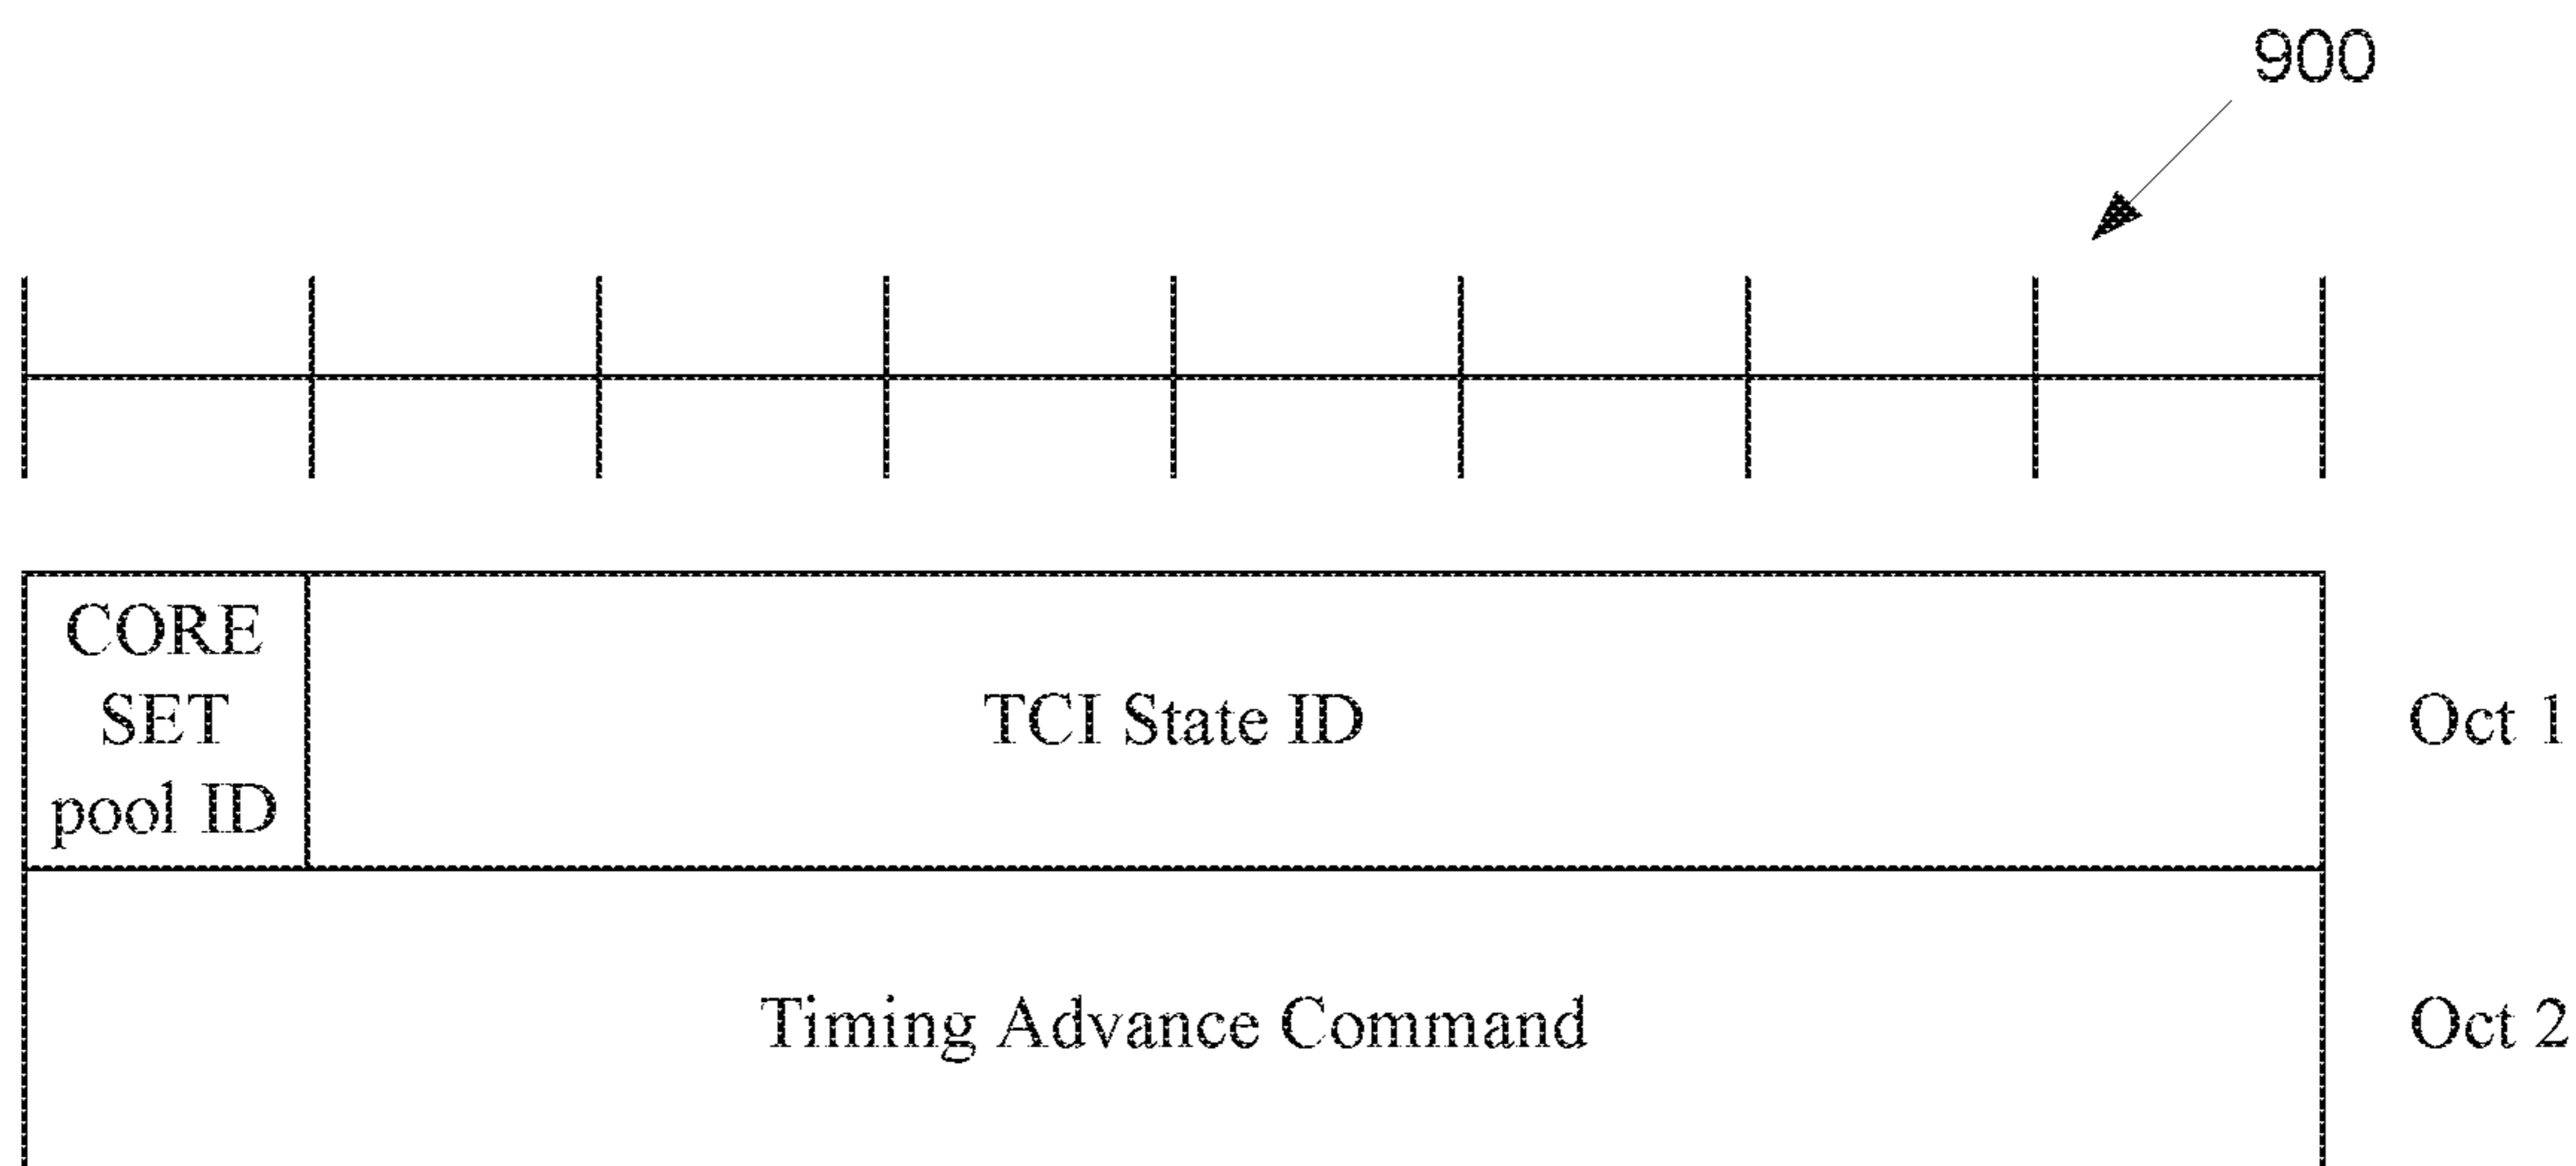 900
CORE
SET
pool ID
TCI State ID
Oct 1
Timing Advance Command
Oct 2